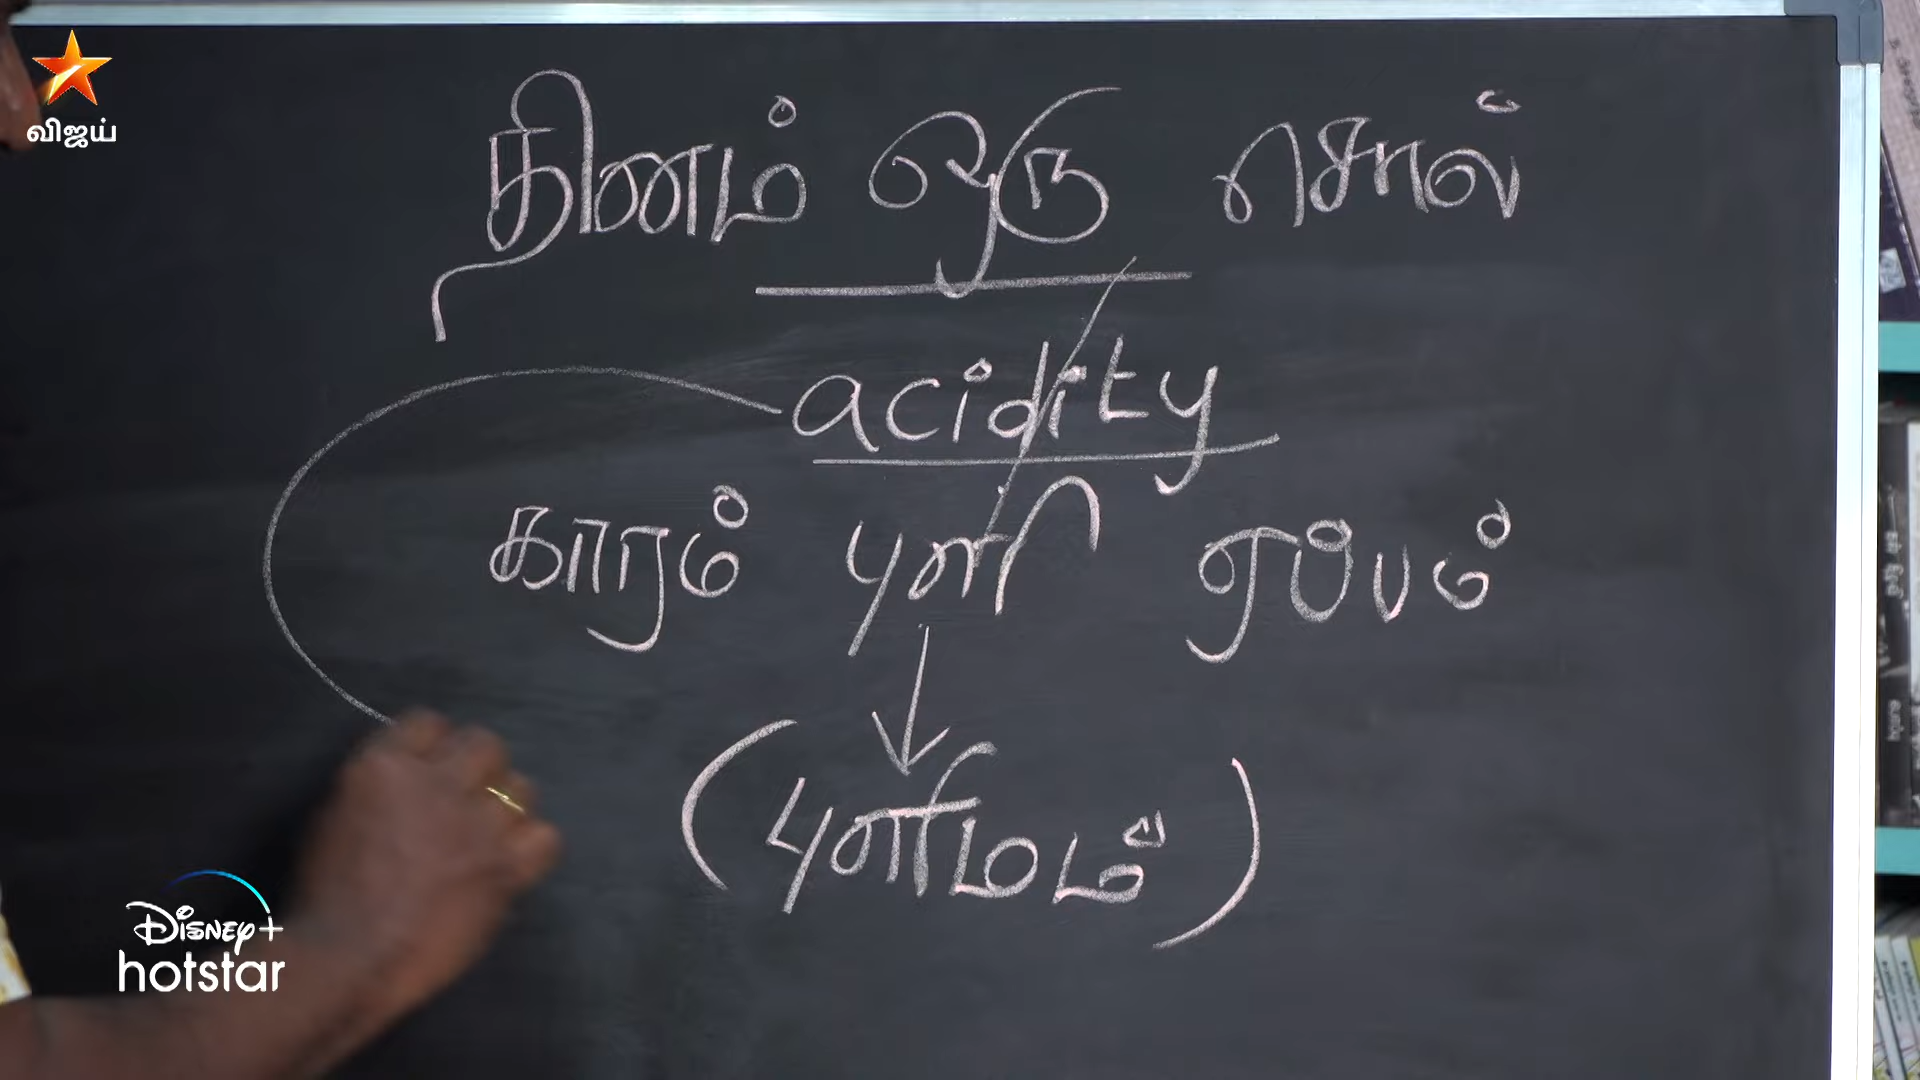 விஜய்
தினம் ஒரு சொல்
acidity
காரம் புளி ஏப்பம்
(புளிமம்)
Disney+
hotstar